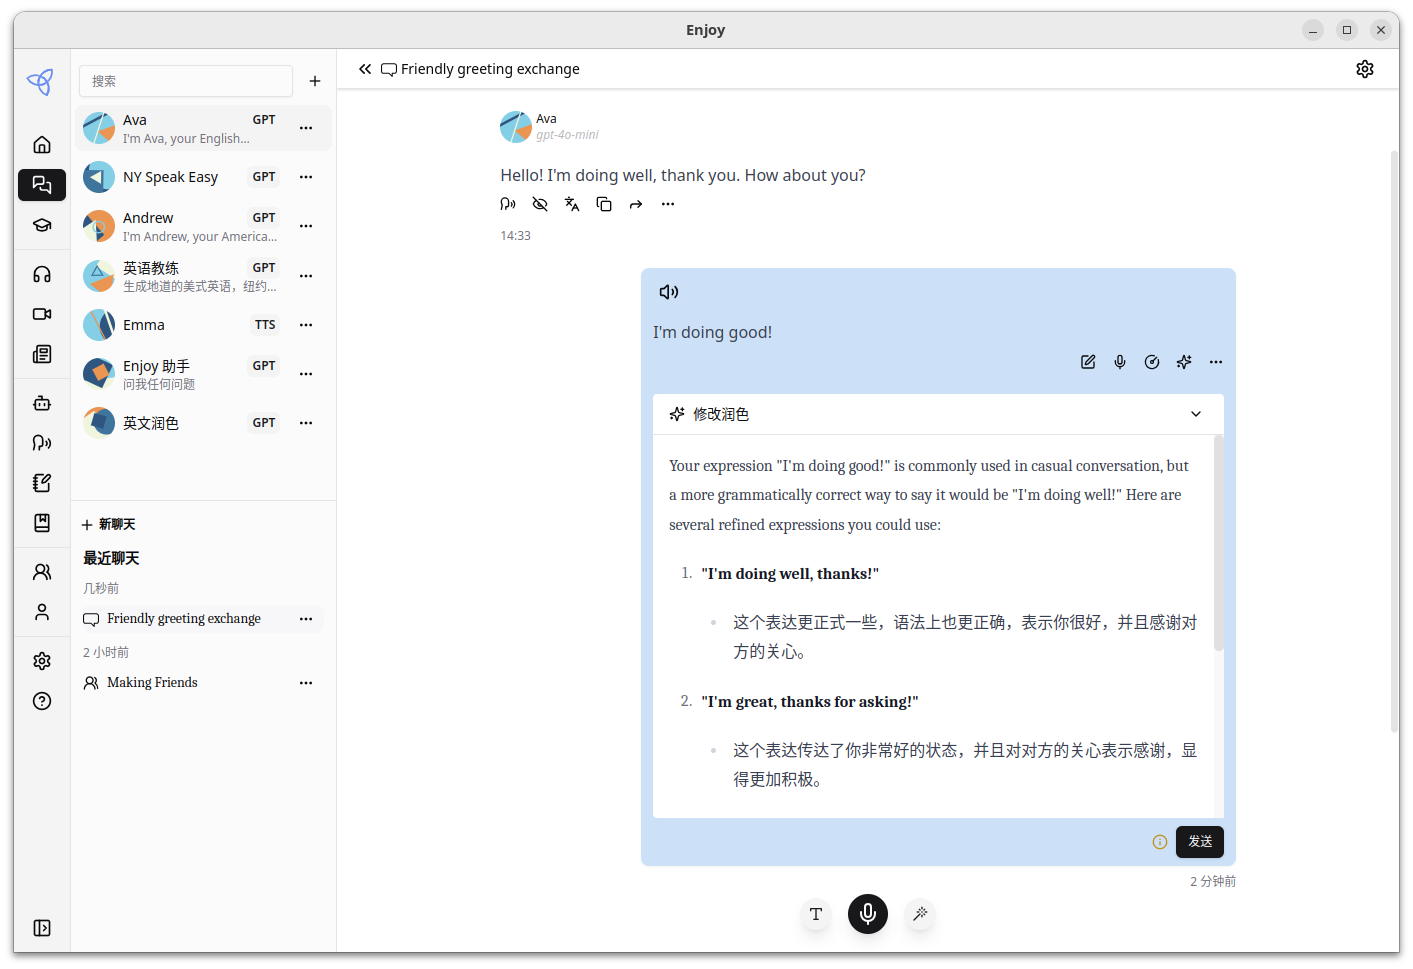 Enjoy
搜索
Ava
GPT
I'm Ava, your English...
NY Speak Easy
GPT
Andrew
GPT
I'm Andrew, your America...
英语教练
GPT
生成地道的美式英语，纽约...
Emma
TTS
Enjoy 助手
GPT
问我任何问题
英文润色
GPT
新聊天
最近聊天
几秒前
Friendly greeting exchange
2 小时前
Making Friends
Friendly greeting exchange
Ava
gpt-4o-mini
Hello! I'm doing well, thank you. How about you?
14:33
I'm doing good!
修改润色
Your expression "I'm doing good!" is commonly used in casual conversation, but
a more grammatically correct way to say it would be "I'm doing well!" Here are
several refined expressions you could use:
1. "I'm doing well, thanks!"
这个表达更正式一些，语法上也更正确，表示你很好，并且感谢对
方的关心。
2. "I'm great, thanks for asking!"
这个表达传达了你非常好的状态，并且对对方的关心表示感谢，显
得更加积极。
发送
2 分钟前
T